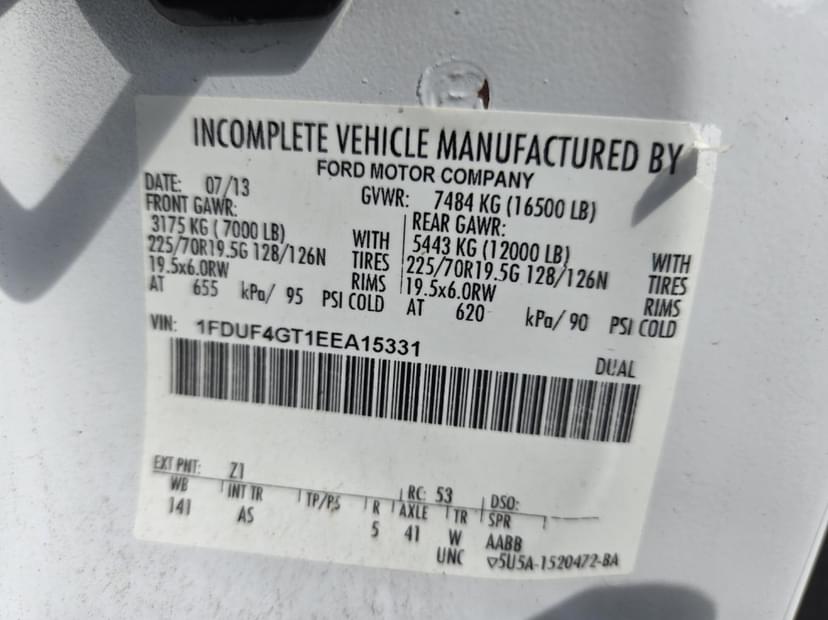 INCOMPLETE VEHICLE MANUFACTURED BY
FORD MOTOR COMPANY
DATE: 07/13
GVWR: 7484 KG (16500 LB)
FRONT GAWR:
3175 KG ( 7000 LB) WITH
225/70R19.5G 128/126N TIRES
19.5x6.0RW RIMS
AT 655 kPa/ 95 PSI COLD
REAR GAWR:
5443 KG (12000 LB) WITH
225/70R19.5G 128/126N TIRES
19.5x6.0RW RIMS
AT 620 kPa/ 90 PSI COLD
VIN: 1FDUF4GT1EEA15331
DUAL
EXT PNT: Z1
RC: 53 DSO:
WB INT TR TP/PS R AXLE TR SPR
141 AS 5 41 W AABB
UNC ▽5U5A-1520472-BA